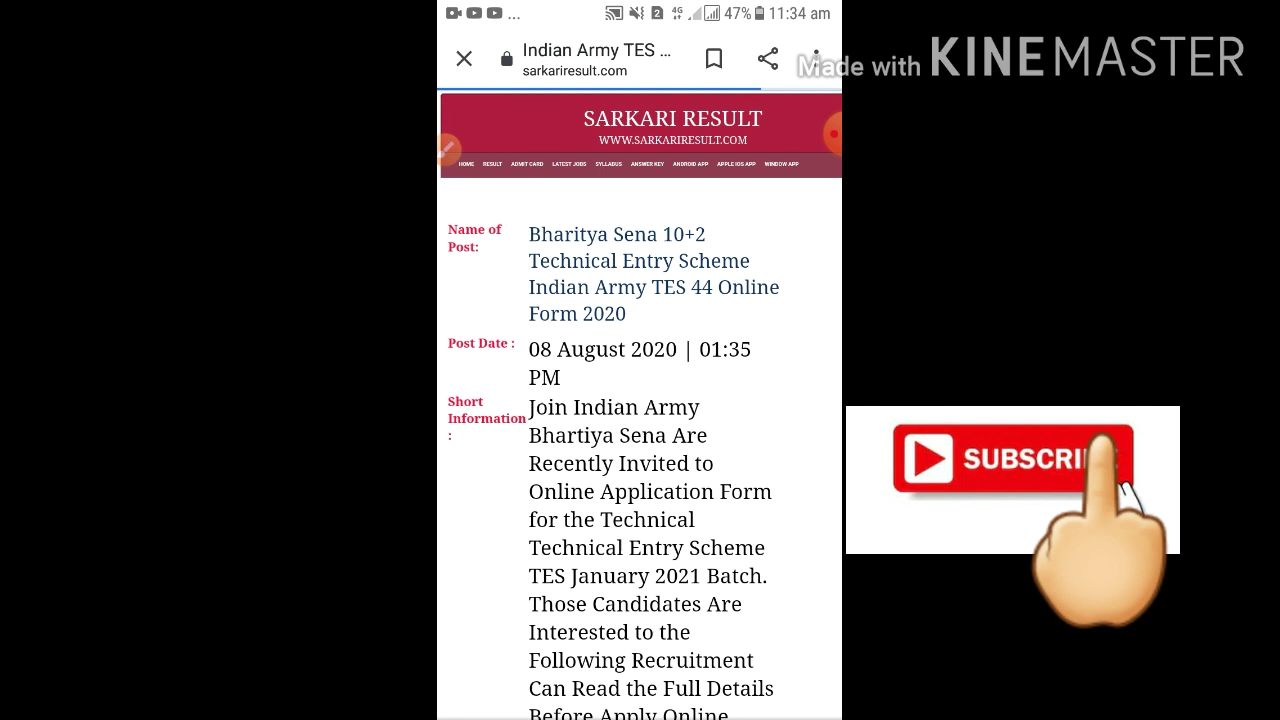 ... 2 4G 47% 11:34 am
Indian Army TES ...
sarkariresult.com
Made with KINEMASTER
SARKARI RESULT
WWW.SARKARIRESULT.COM
HOME RESULT ADMIT CARD LATEST JOBS SYLLABUS ANSWER KEY ANDROID APP APPLE IOS APP WINDOW APP
Name of
Post:
Bharitya Sena 10+2
Technical Entry Scheme
Indian Army TES 44 Online
Form 2020
Post Date :
08 August 2020 | 01:35
PM
Short
Information
:
Join Indian Army
Bhartiya Sena Are
Recently Invited to
Online Application Form
for the Technical
Technical Entry Scheme
TES January 2021 Batch.
Those Candidates Are
Interested to the
Following Recruitment
Can Read the Full Details
Before Apply Online
SUBSCRI